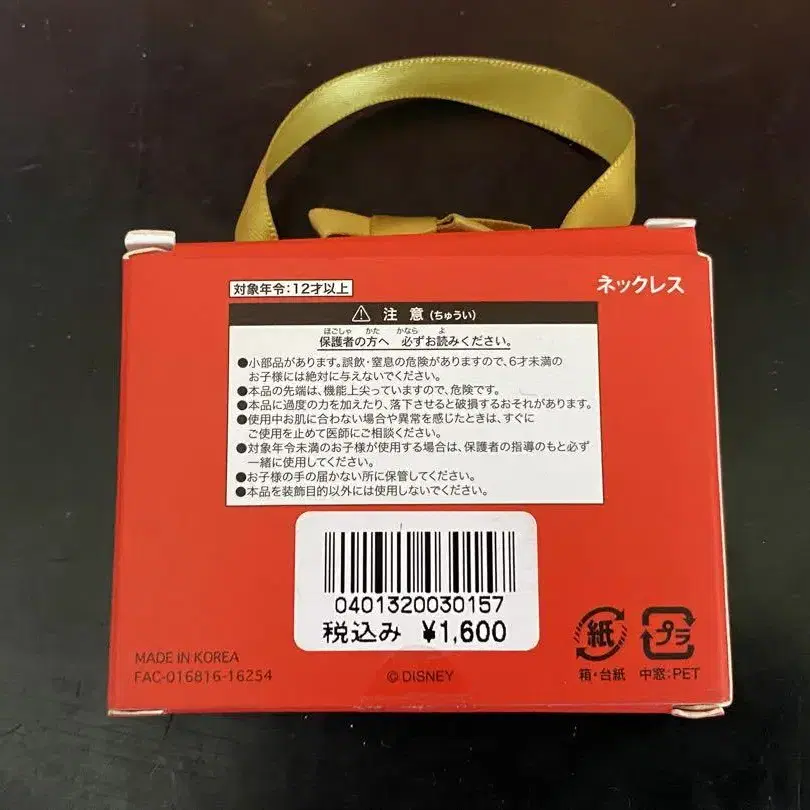 対象年令:12才以上
ネックレス
⚠ 注 意 (ちゅうい)
ほごしゃ かた かなら よ
保護者の方へ 必ずお読みください。
●小部品があります。誤飲・窒息の危険がありますので、6才未満の
お子様には絶対に与えないでください。
●本品の先端は、機能上尖っていますので、危険です。
●本品に過度の力を加えたり、落下させると破損するおそれがあります。
●使用中お肌に合わない場合や異常を感じたときは、すぐに
ご使用を止めて医師にご相談ください。
●対象年令未満のお子様が使用する場合は、保護者の指導のもと必ず
一緒に使用してください。
●お子様の手の届かない所に保管してください。
●本品を装飾目的以外には使用しないでください。
0401320030157
税込み ¥1,600
紙
プラ
箱・台紙
中窓:PET
MADE IN KOREA
FAC-016816-16254
© DISNEY